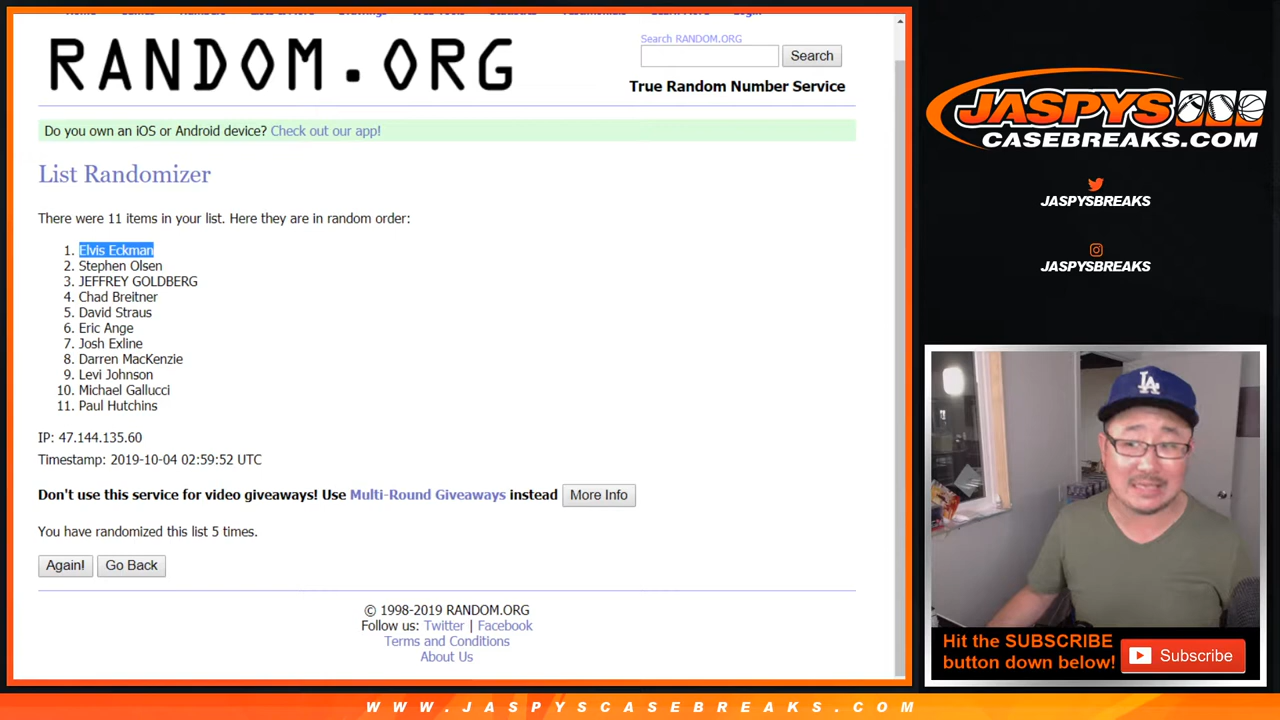 RANDOM.ORG
Search RANDOM.ORG
Search
True Random Number Service
Do you own an iOS or Android device? Check out our app!
List Randomizer
There were 11 items in your list. Here they are in random order:
1. Elvis Eckman
2. Stephen Olsen
3. JEFFREY GOLDBERG
4. Chad Breitner
5. David Straus
6. Eric Ange
7. Josh Exline
8. Darren MacKenzie
9. Levi Johnson
10. Michael Gallucci
11. Paul Hutchins
IP: 47.144.135.60
Timestamp: 2019-10-04 02:59:52 UTC
Don't use this service for video giveaways! Use Multi-Round Giveaways instead More Info
You have randomized this list 5 times.
Again! Go Back
© 1998-2019 RANDOM.ORG
Follow us: Twitter | Facebook
Terms and Conditions
About Us
JASPYS
CASEBREAKS.COM
JASPYSBREAKS
JASPYSBREAKS
LA
Hit the SUBSCRIBE
button down below!
Subscribe
WWW.JASPYSCASEBREAKS.COM